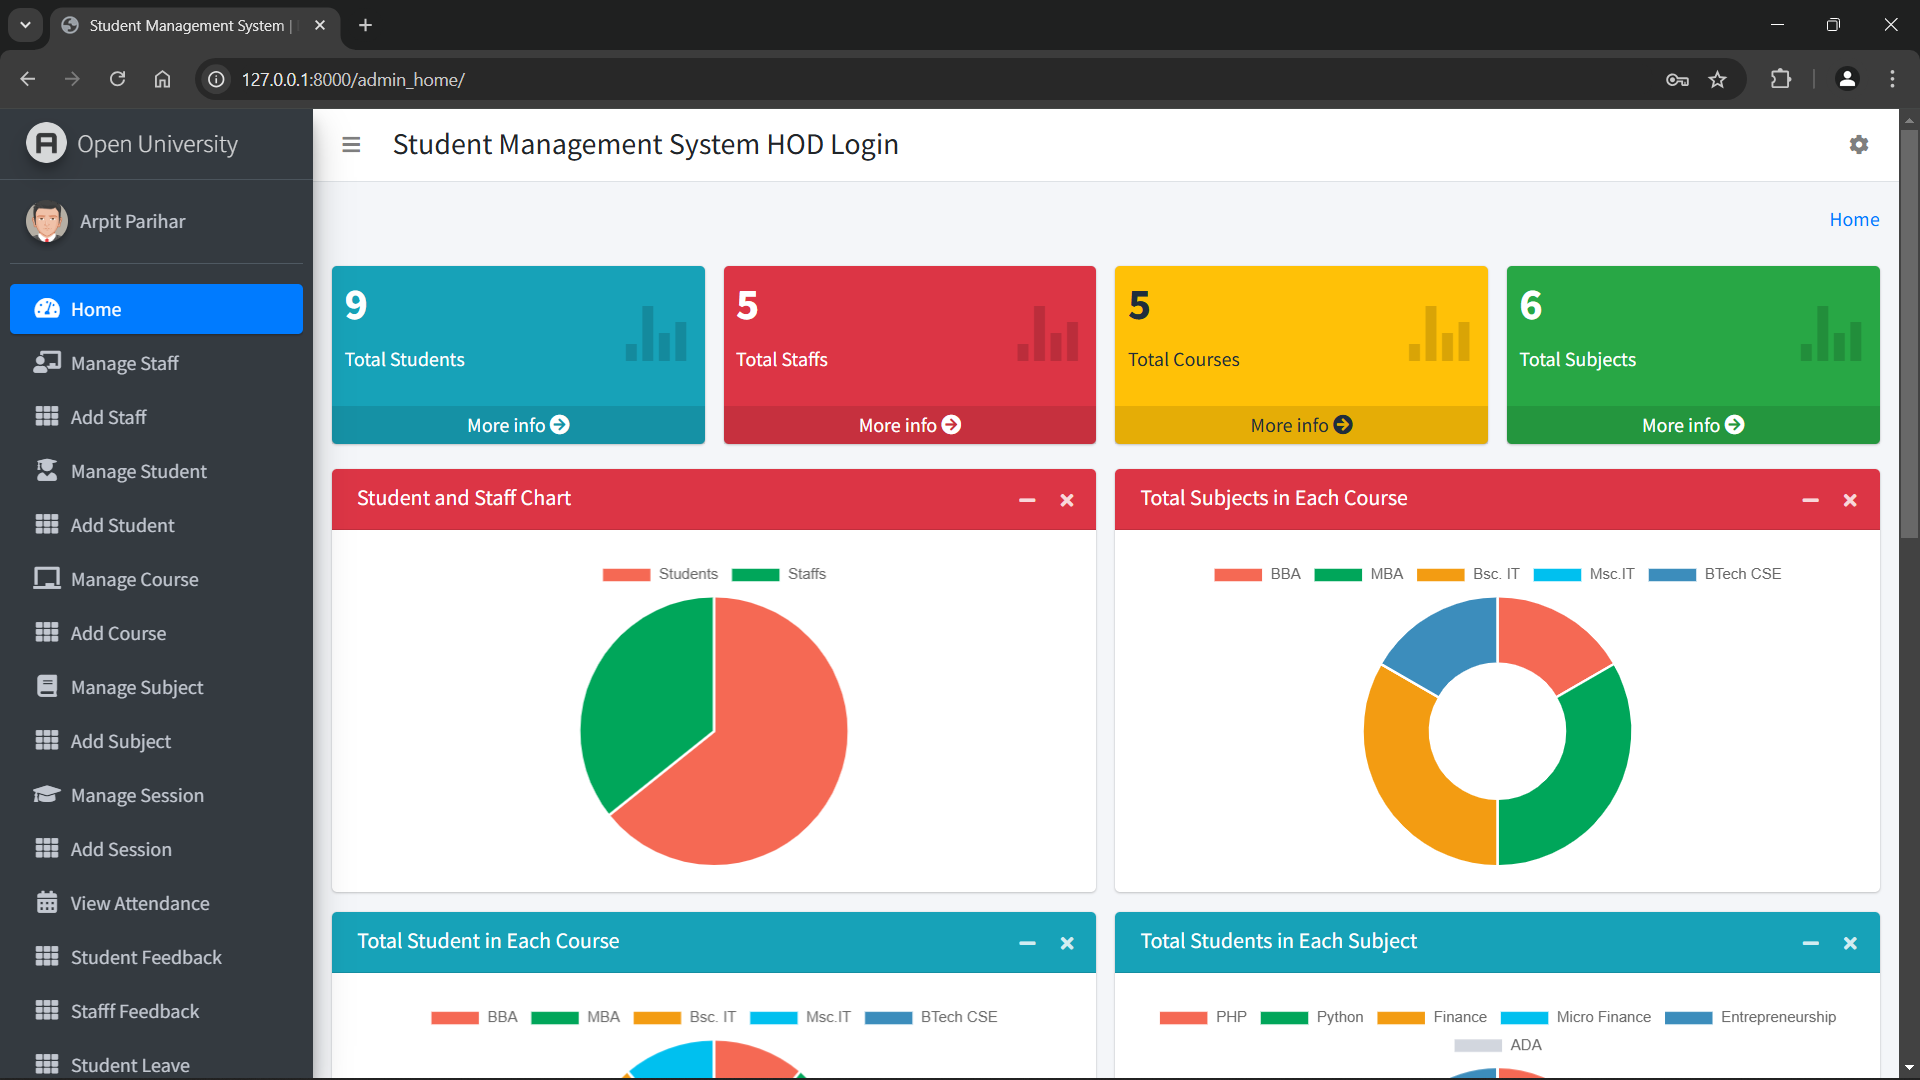 Student Management System |
127.0.0.1:8000/admin_home/
Open University
Arpit Parihar
Home
Manage Staff
Add Staff
Manage Student
Add Student
Manage Course
Add Course
Manage Subject
Add Subject
Manage Session
Add Session
View Attendance
Student Feedback
Stafff Feedback
Student Leave
Student Management System HOD Login
Home
9
Total Students
More info
5
Total Staffs
More info
5
Total Courses
More info
6
Total Subjects
More info
Student and Staff Chart
Students Staffs
Total Subjects in Each Course
BBA MBA Bsc. IT Msc.IT BTech CSE
Total Student in Each Course
BBA MBA Bsc. IT Msc.IT BTech CSE
Total Students in Each Subject
PHP Python Finance Micro Finance Entrepreneurship
ADA